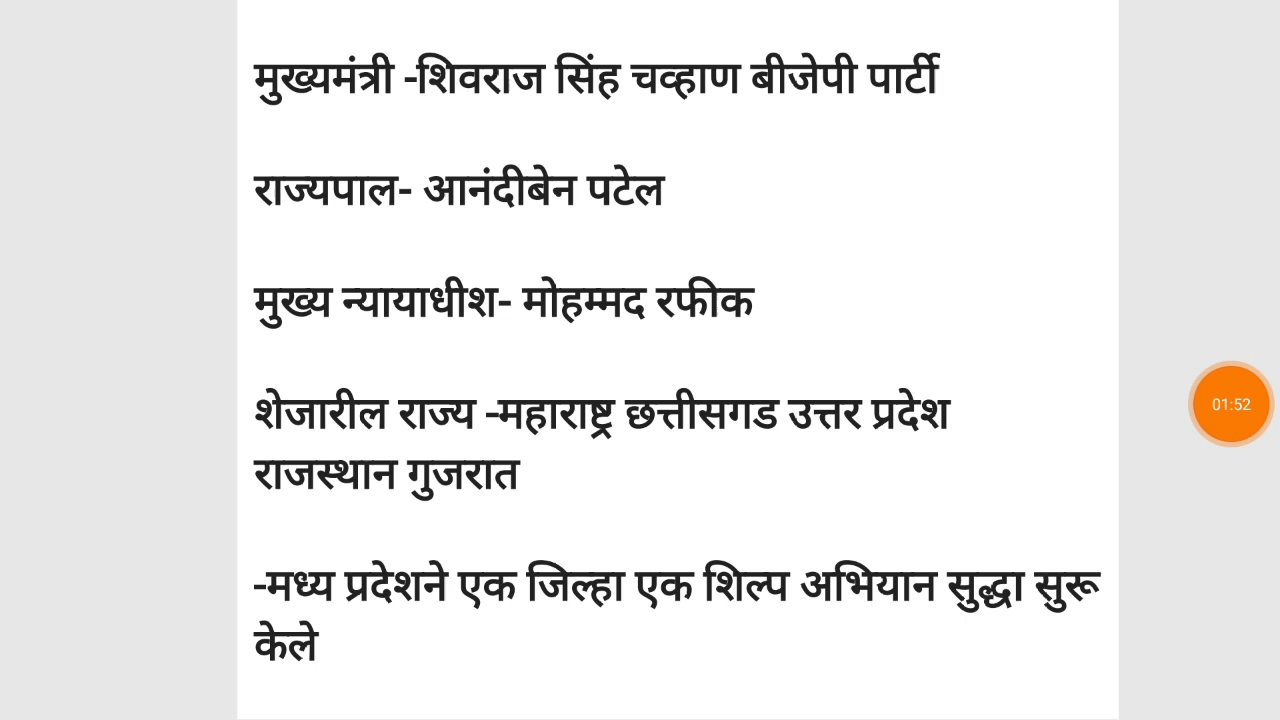 मुख्यमंत्री -शिवराज सिंह चव्हाण बीजेपी पार्टी
राज्यपाल- आनंदीबेन पटेल
मुख्य न्यायाधीश- मोहम्मद रफीक
शेजारील राज्य -महाराष्ट्र छत्तीसगड उत्तर प्रदेश
राजस्थान गुजरात
-मध्य प्रदेशने एक जिल्हा एक शिल्प अभियान सुद्धा सुरू
केले
01:52